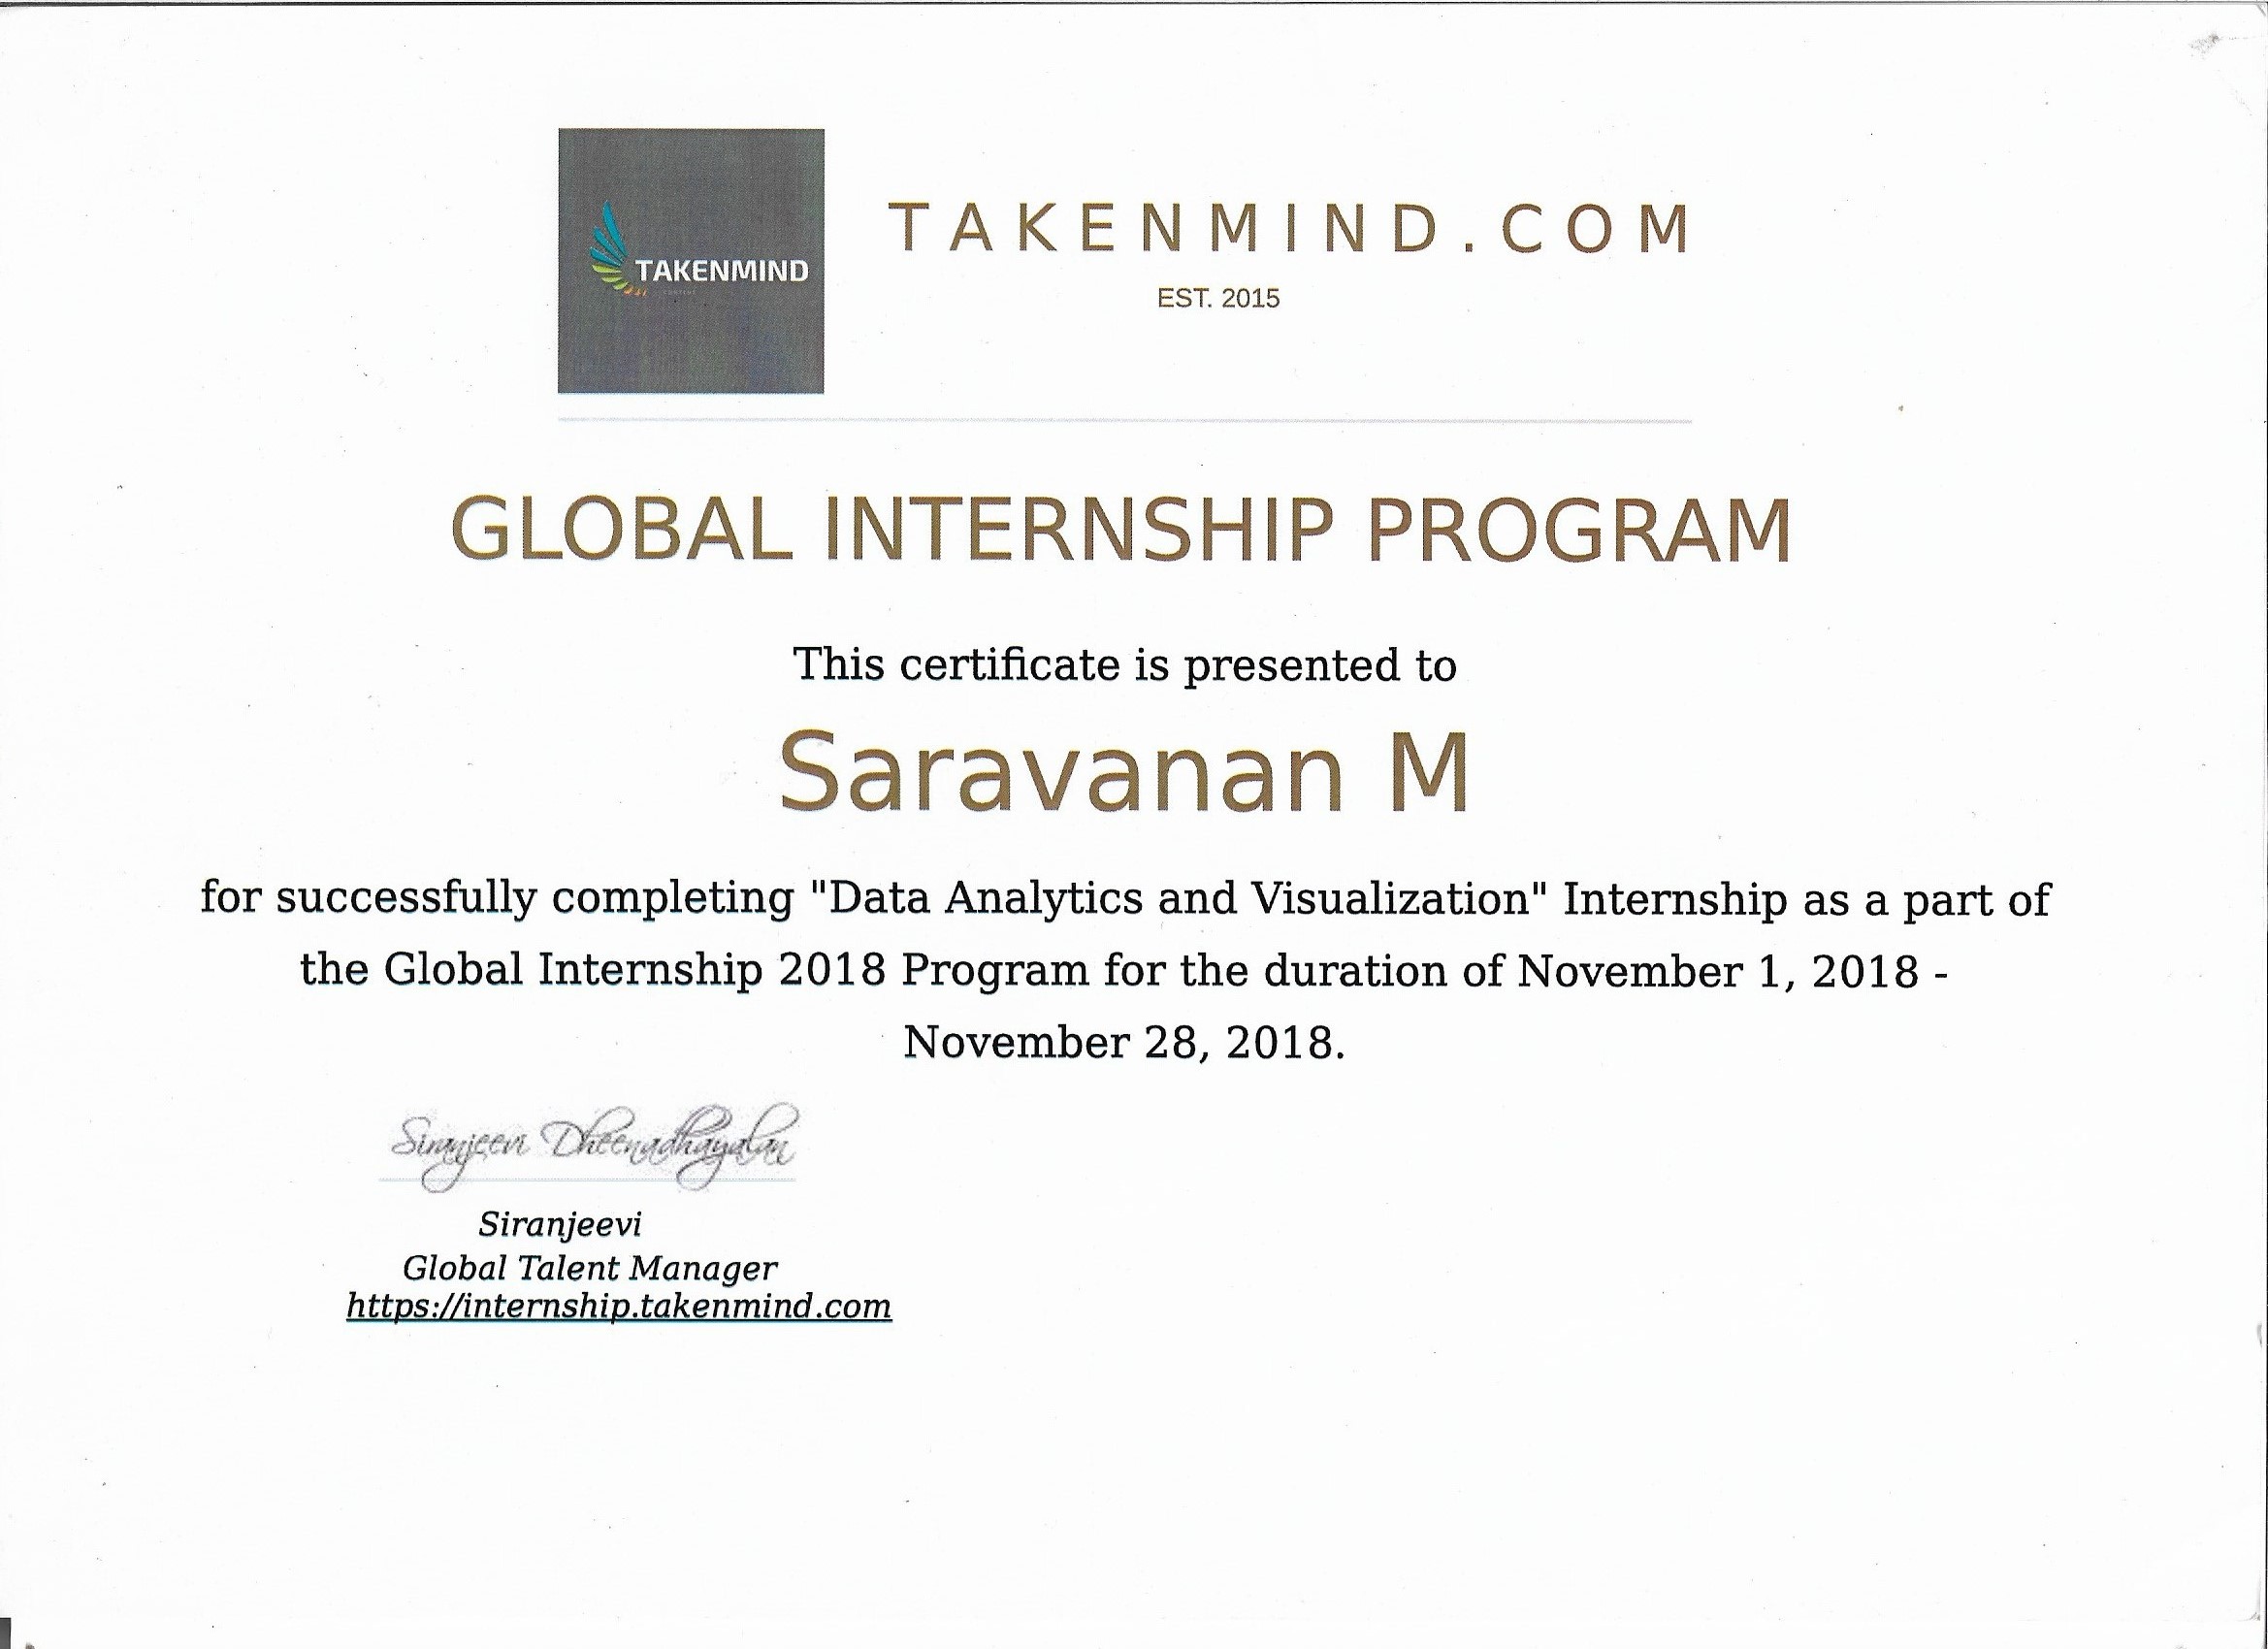 TAKENMIND
TAKENMIND.COM
EST. 2015
GLOBAL INTERNSHIP PROGRAM
This certificate is presented to
Saravanan M
for successfully completing "Data Analytics and Visualization" Internship as a part of
the Global Internship 2018 Program for the duration of November 1, 2018 -
November 28, 2018.
Siranjeevi Dheenadhayalan
Siranjeevi
Global Talent Manager
https://internship.takenmind.com